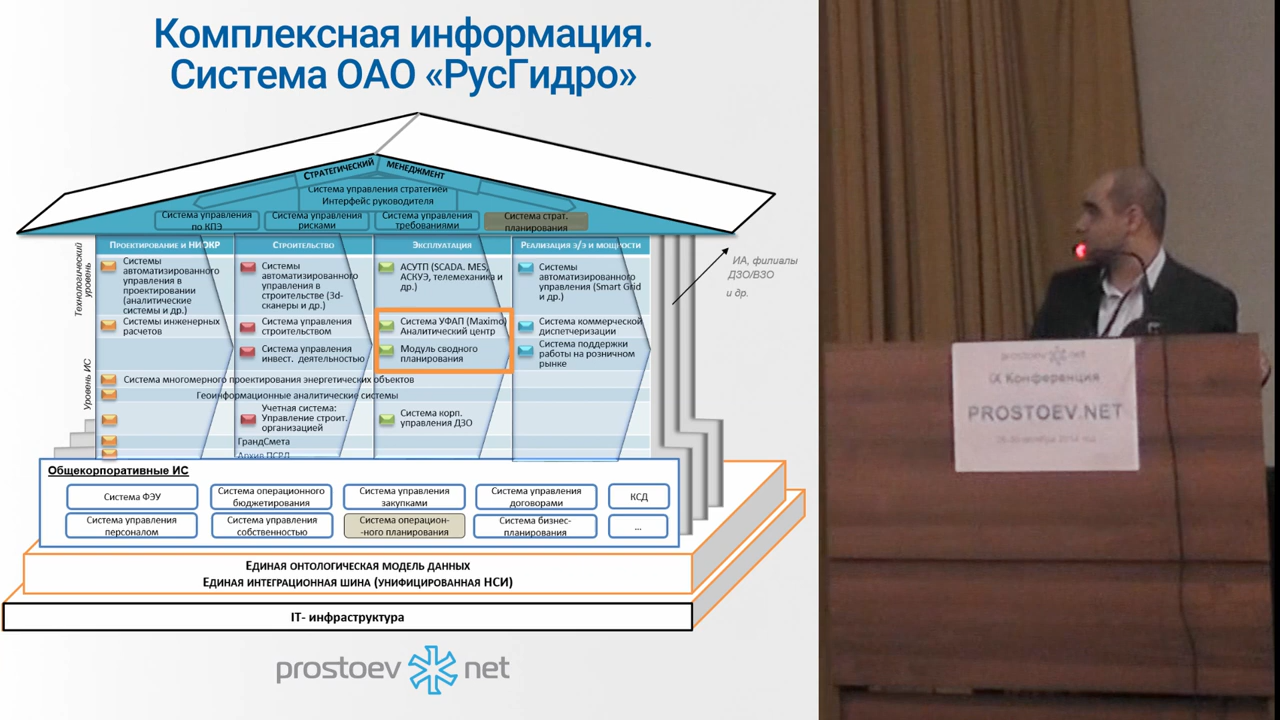 Комплексная информация.
Система ОАО «РусГидро»
Стратегический менеджмент
Система управления стратегией
Интерфейс руководителя
Система управления
по КПЭ
Система управления
рисками
Система управления
требованиями
Система страт.
планирования
Проектирование и НИОКР
Строительство
Эксплуатация
Реализация э/э и мощности
Технологический
уровень
Уровень ИС
Системы
автоматизированного
управления в
проектировании
(аналитические
системы и др.)
Системы инженерных
расчетов
Системы
автоматизированного
управления в
строительстве (3d-
сканеры и др.)
Система управления
строительством
Система управления
инвест. деятельностью
АСУТП (SCADA. MES,
АСКУЭ, телемеханика и
др.)
Система УФАП (Maximo)
Аналитический центр
Модуль сводного
планирования
Системы
автоматизированного
управления (Smart Grid
и др.)
Система коммерческой
диспетчеризации
Система поддержки
работы на розничном
рынке
Система многомерного проектирования энергетических объектов
Геоинформационные аналитические системы
Учетная система:
Управление строит.
организацией
Система корп.
управления ДЗО
ГрандСмета
Архив ПСРД
ИА, филиалы
ДЗО/ВЗО
и др.
Общекорпоративные ИС
Система ФЭУ
Система операционного
бюджетирования
Система управления
закупками
Система управления
договорами
КСД
Система управления
персоналом
Система управления
собственностью
Система операцион-
-ного планирования
Система бизнес-
планирования
...
Единая онтологическая модель данных
Единая интеграционная шина (унифицированная НСИ)
IT- инфраструктура
prostoev net
prostoev net
IX Конференция
PROSTOEV.NET